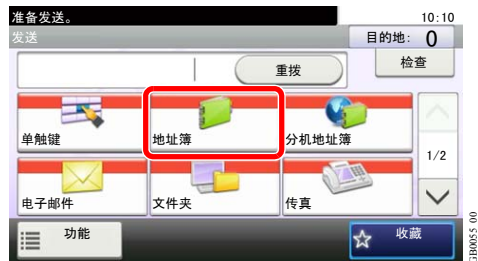 准备发送。 10:10
发送 目的地: 0
重拨 检查
单触键 地址簿 分机地址簿
1/2
电子邮件 文件夹 传真
功能 收藏
GB0055 00